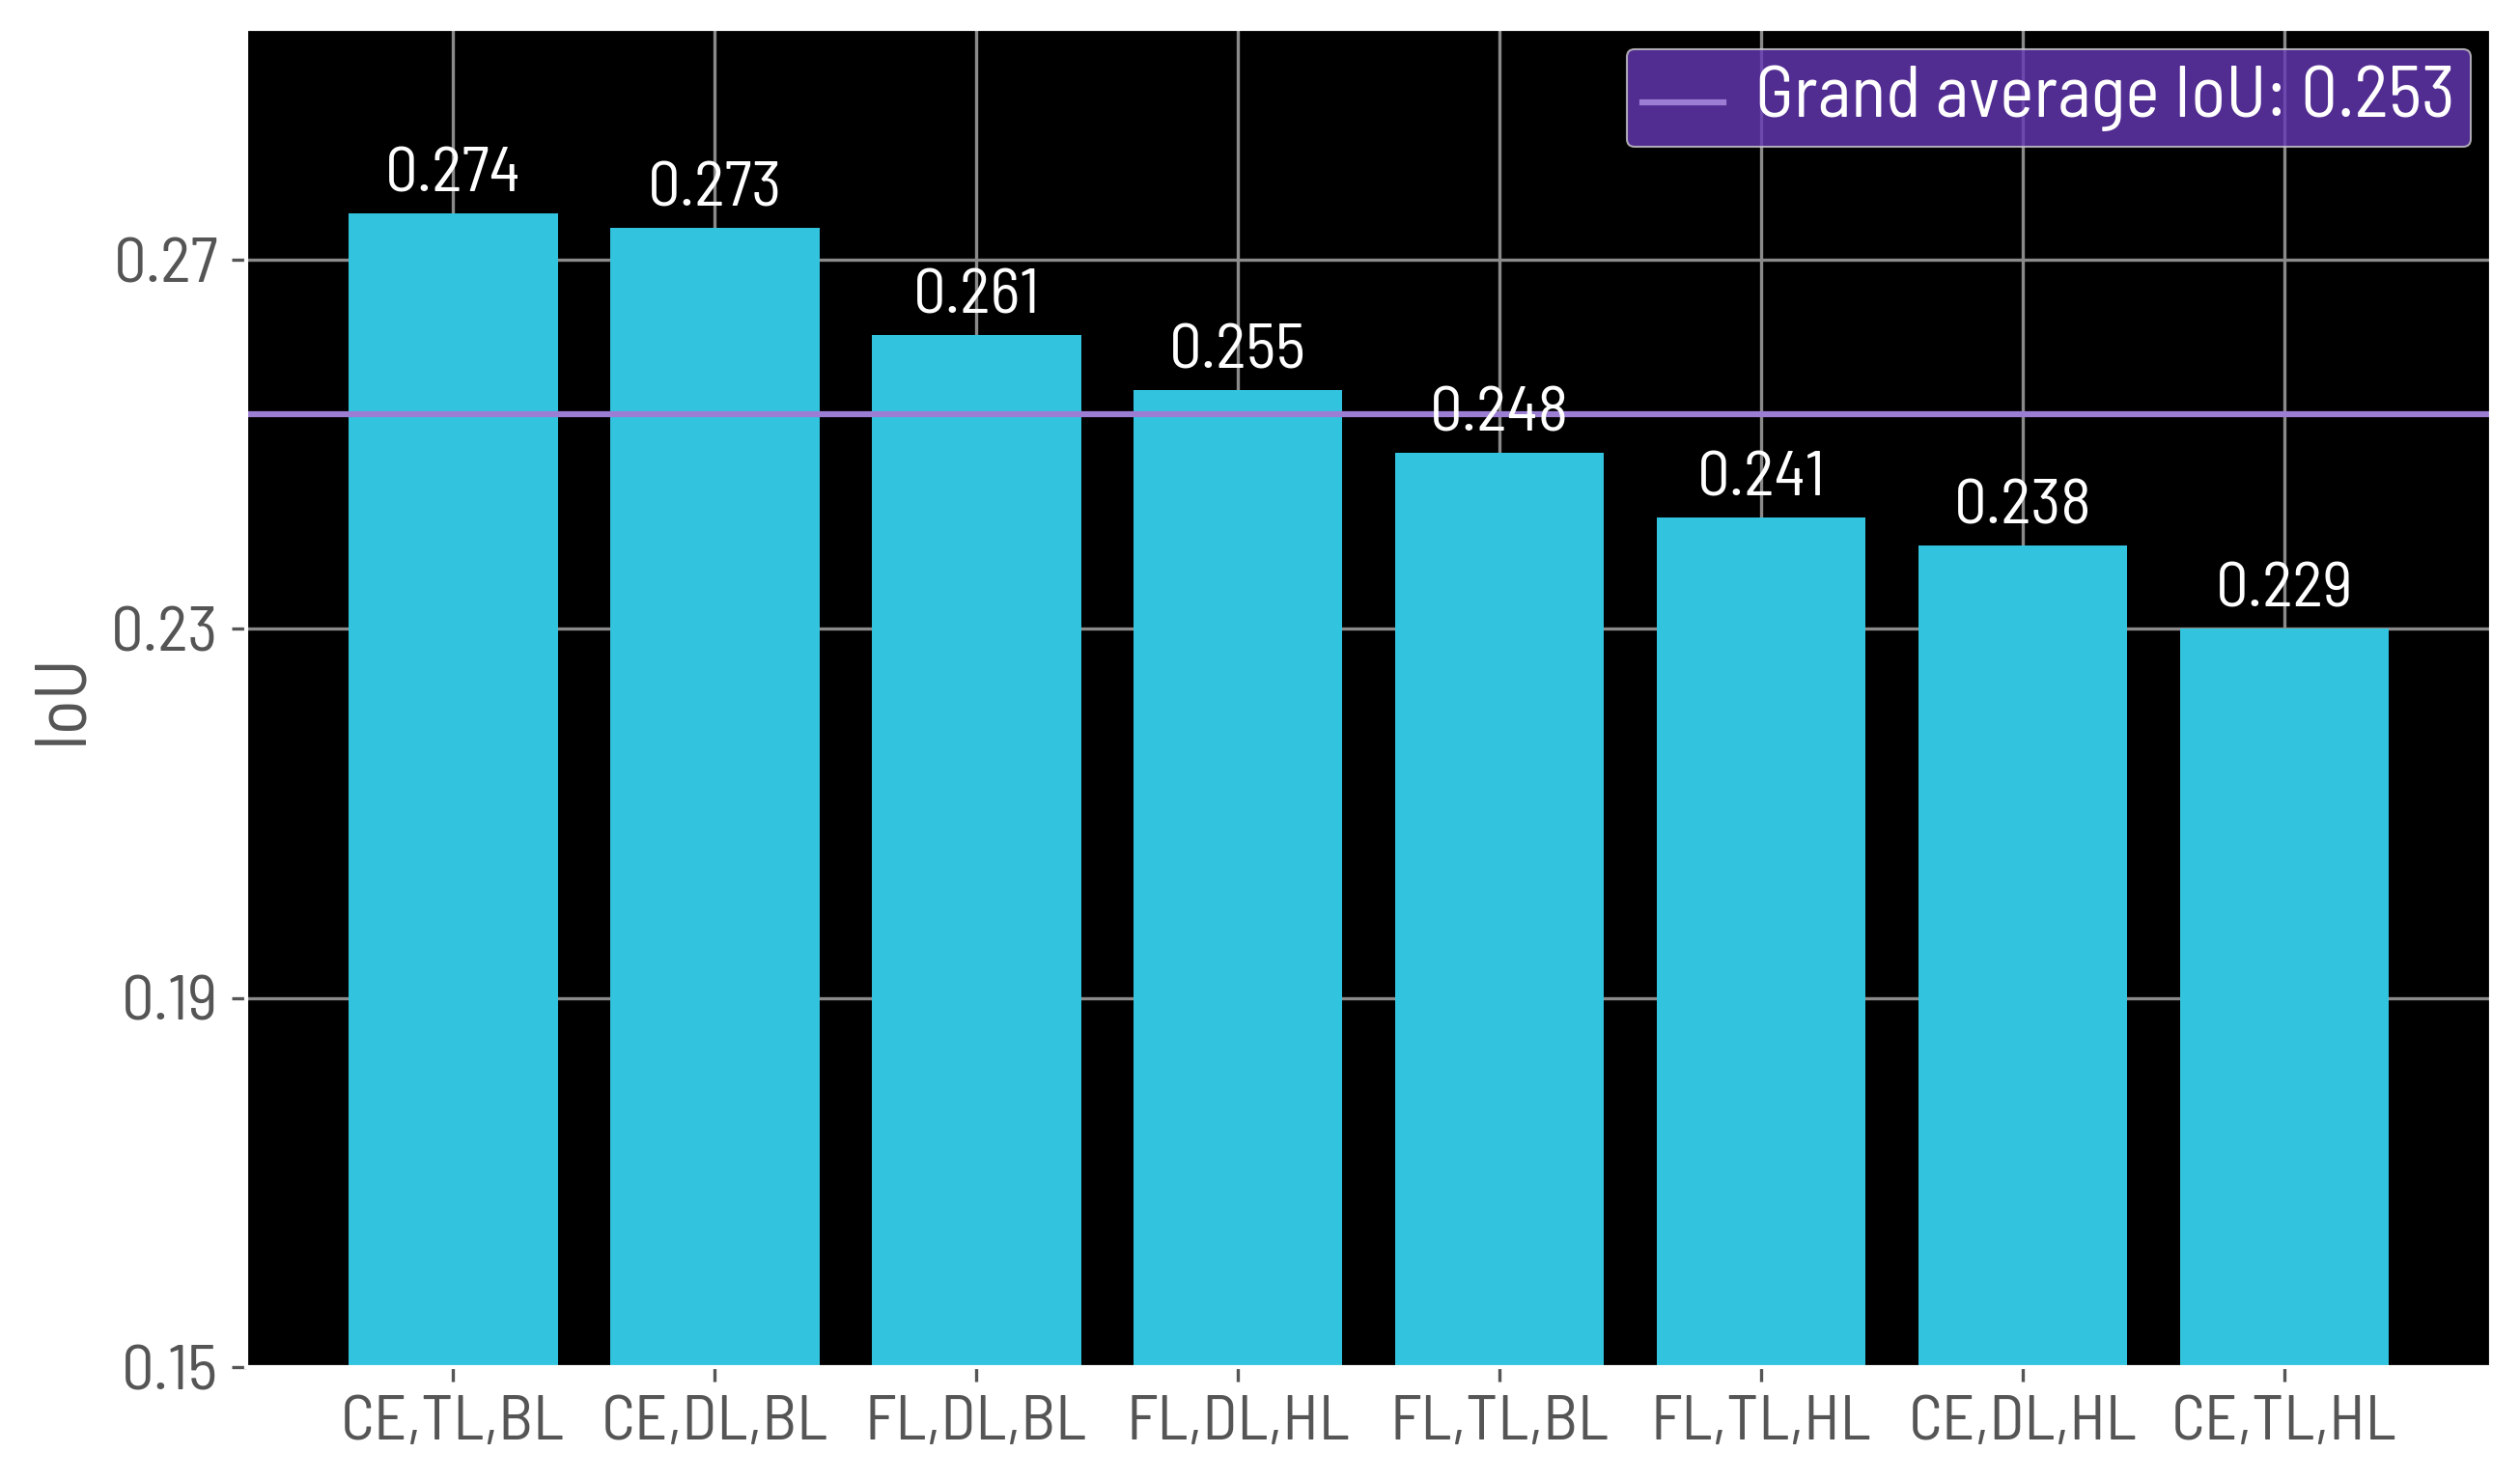 Grand average IoU: 0.253
0.274
0.273
0.261
0.255
0.248
0.241
0.238
0.229
0.27
0.23
0.19
0.15
IoU
CE,TL,BL
CE,DL,BL
FL,DL,BL
FL,DL,HL
FL,TL,BL
FL,TL,HL
CE,DL,HL
CE,TL,HL